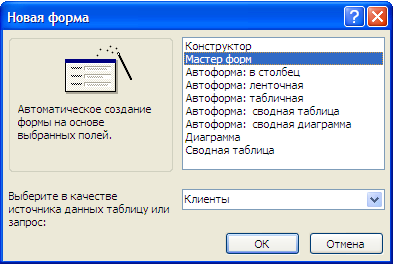 Новая форма
Конструктор
Мастер форм
Автоформа: в столбец
Автоформа: ленточная
Автоформа: табличная
Автоформа: сводная таблица
Автоформа: сводная диаграмма
Диаграмма
Сводная таблица
Автоматическое создание
формы на основе
выбранных полей.
Выберите в качестве
источника данных таблицу или
запрос:
Клиенты
ОК
Отмена